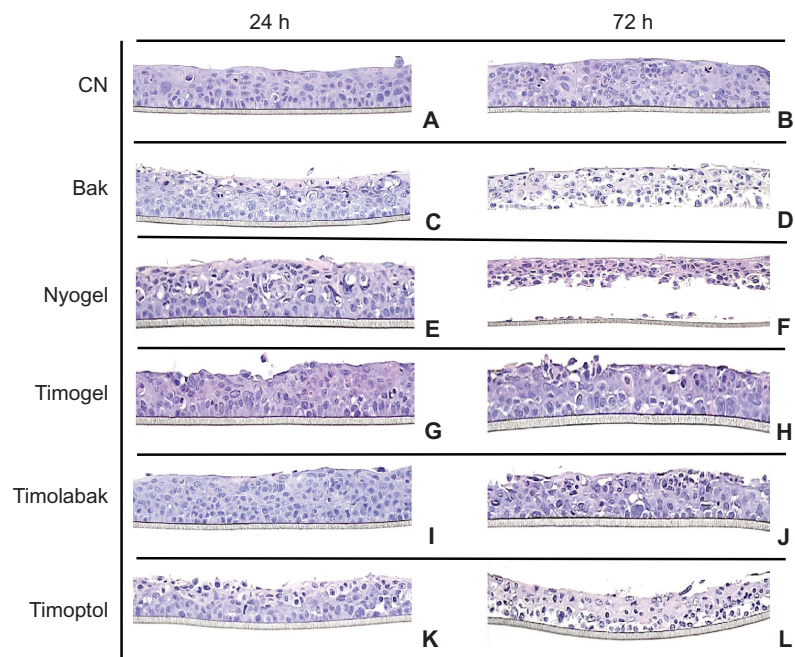 24 h 72 h
CN
A B
Bak
C D
Nyogel
E F
Timogel
G H
Timolabak
I J
Timoptol
K L